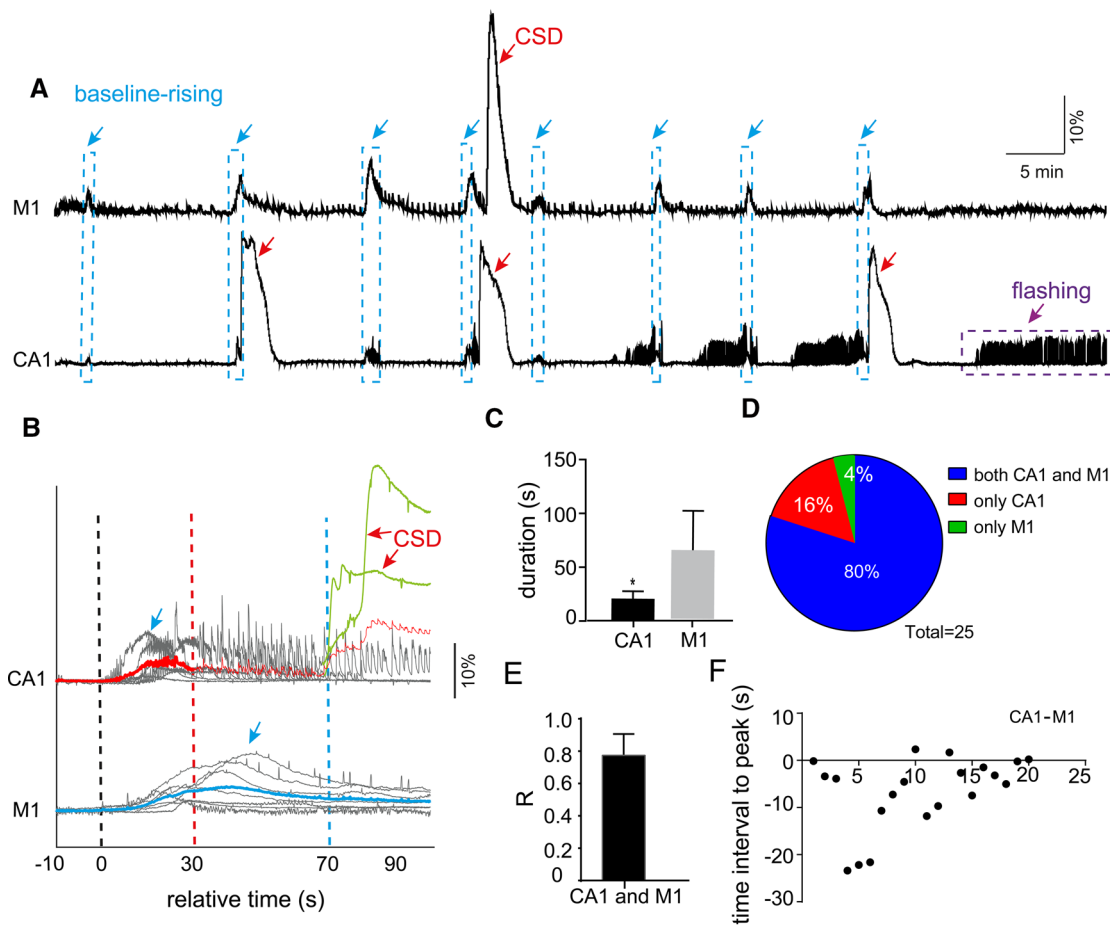 A
baseline-rising
CSD
10%
5 min
M1
CA1
flashing
B
CSD
10%
CA1
M1
-10 0 30 70 90
relative time (s)
C
150
100
50
0
duration (s)
*
CA1 M1
D
4%
16%
80%
both CA1 and M1
only CA1
only M1
Total=25
E
1.0
0.8
0.6
0.4
0.2
0
R
CA1 and M1
F
CA1-M1
10
0
-10
-20
-30
5 10 15 20 25
time interval to peak (s)